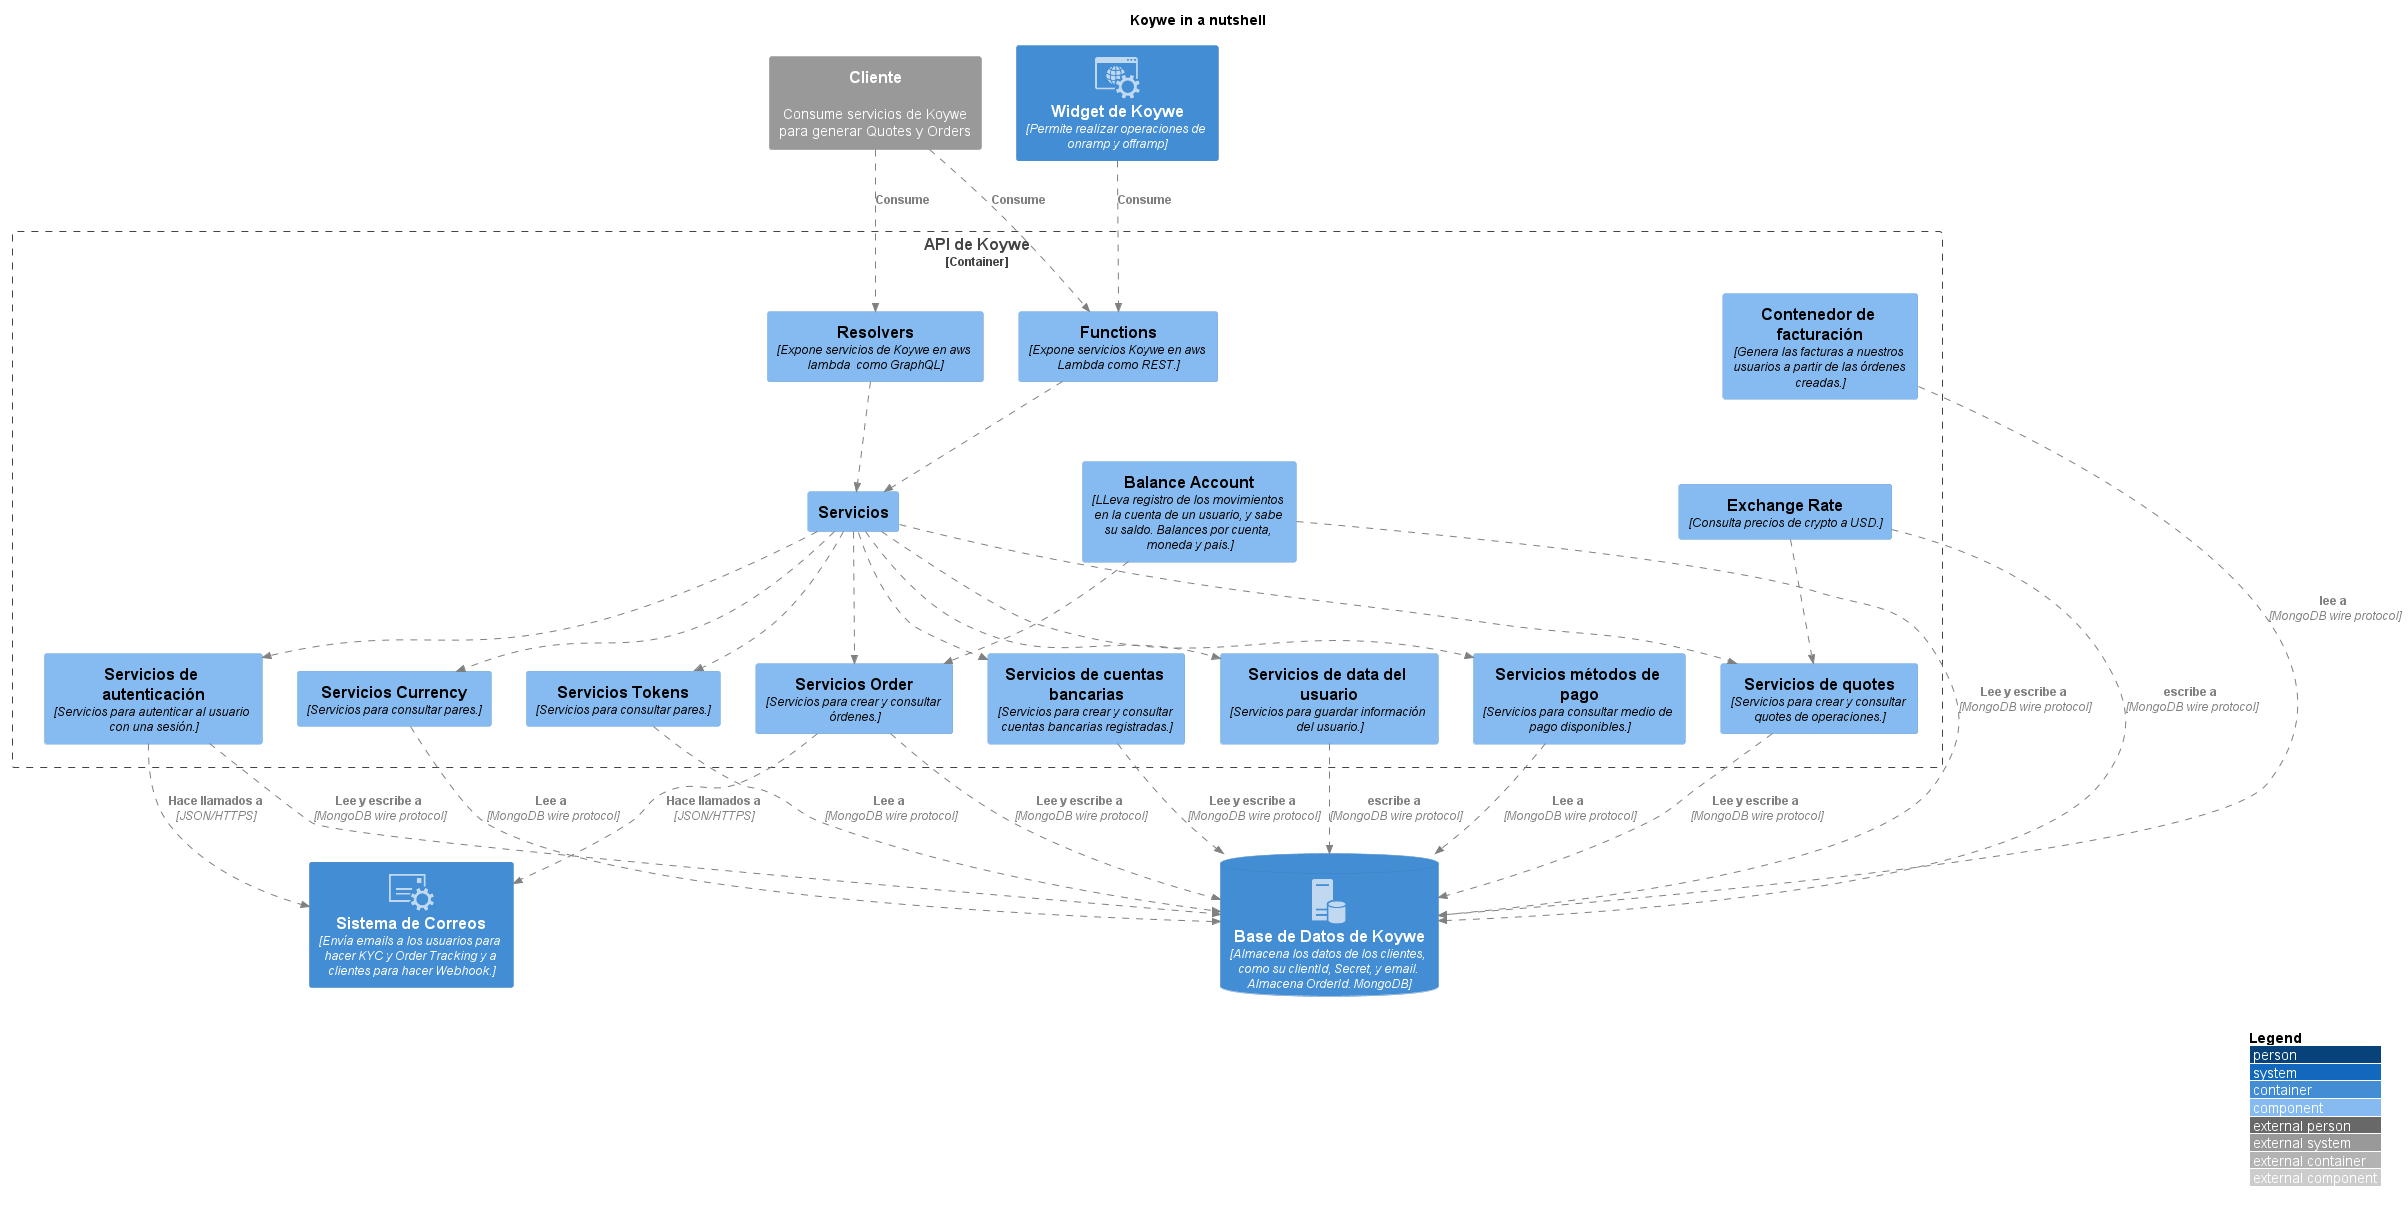 Koywe in a nutshell
Cliente
Consume servicios de Koywe
para generar Quotes y Orders
Widget de Koywe
[Permite realizar operaciones de
onramp y offramp]
Consume
Consume
Consume
API de Koywe
[Container]
Resolvers
[Expone servicios de Koywe en aws
lambda como GraphQL]
Functions
[Expone servicios Koywe en aws
Lambda como REST.]
Contenedor de
facturación
[Genera las facturas a nuestros
usuarios a partir de las órdenes
creadas.]
Servicios
Balance Account
[LLeva registro de los movimientos
en la cuenta de un usuario, y sabe
su saldo. Balances por cuenta,
moneda y pais.]
Exchange Rate
[Consulta precios de crypto a USD.]
lee a
[MongoDB wire protocol]
Servicios de
autenticación
[Servicios para autenticar al usuario
con una sesión.]
Servicios Currency
[Servicios para consultar pares.]
Servicios Tokens
[Servicios para consultar pares.]
Servicios Order
[Servicios para crear y consultar
órdenes.]
Servicios de cuentas
bancarias
[Servicios para crear y consultar
cuentas bancarias registradas.]
Servicios de data del
usuario
[Servicios para guardar información
del usuario.]
Servicios métodos de
pago
[Servicios para consultar medio de
pago disponibles.]
Servicios de quotes
[Servicios para crear y consultar
quotes de operaciones.]
Lee y escribe a
[MongoDB wire protocol]
escribe a
[MongoDB wire protocol]
Hace llamados a
[JSON/HTTPS]
Lee y escribe a
[MongoDB wire protocol]
Lee a
[MongoDB wire protocol]
Hace llamados a
[JSON/HTTPS]
Lee a
[MongoDB wire protocol]
Lee y escribe a
[MongoDB wire protocol]
Lee y escribe a
[MongoDB wire protocol]
escribe a
[MongoDB wire protocol]
Lee a
[MongoDB wire protocol]
Lee y escribe a
[MongoDB wire protocol]
Sistema de Correos
[Envía emails a los usuarios para
hacer KYC y Order Tracking y a
clientes para hacer Webhook.]
Base de Datos de Koywe
[Almacena los datos de los clientes,
como su clientId, Secret, y email.
Almacena OrderId. MongoDB]
Legend
person
system
container
component
external person
external system
external container
external component